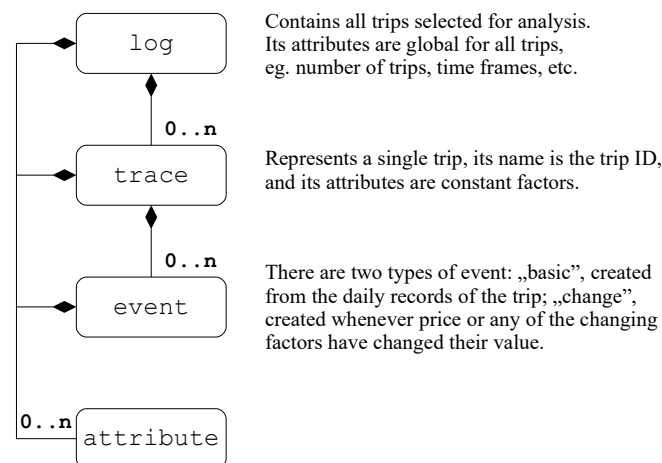 log
Contains all trips selected for analysis.
Its attributes are global for all trips,
eg. number of trips, time frames, etc.
0..n
trace
Represents a single trip, its name is the trip ID,
and its attributes are constant factors.
0..n
event
There are two types of event: „basic”, created
from the daily records of the trip; „change”,
created whenever price or any of the changing
factors have changed their value.
0..n
attribute